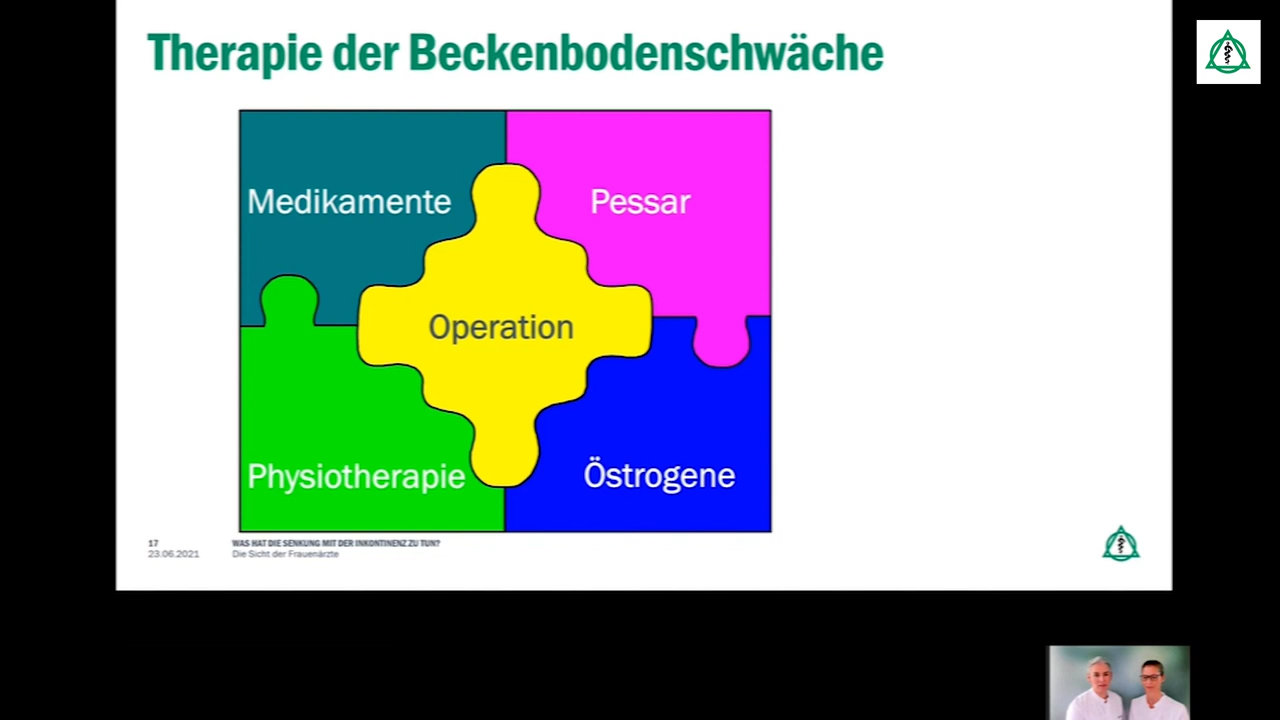 Therapie der Beckenbodenschwäche
Medikamente
Pessar
Operation
Physiotherapie
Östrogene
17
WAS HAT DIE SENKUNG MIT DER INKONTINENZ ZU TUN?
23.06.2021
Die Sicht der Frauenärzte